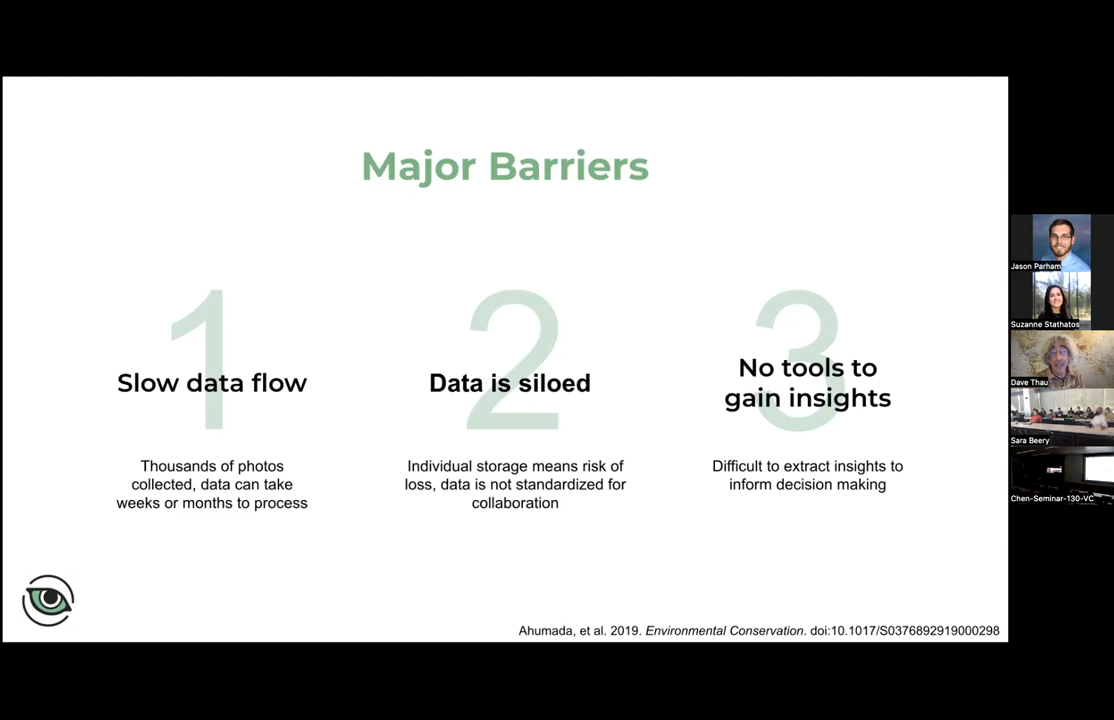 Major Barriers
1
Slow data flow
Thousands of photos
collected, data can take
weeks or months to process
2
Data is siloed
Individual storage means risk of
loss, data is not standardized for
collaboration
3
No tools to
gain insights
Difficult to extract insights to
inform decision making
Ahumada, et al. 2019. Environmental Conservation. doi:10.1017/S0376892919000298
Jason Parham
Suzanne Stathatos
Dave Thau
Sara Beery
Chen-Seminar-130-VC